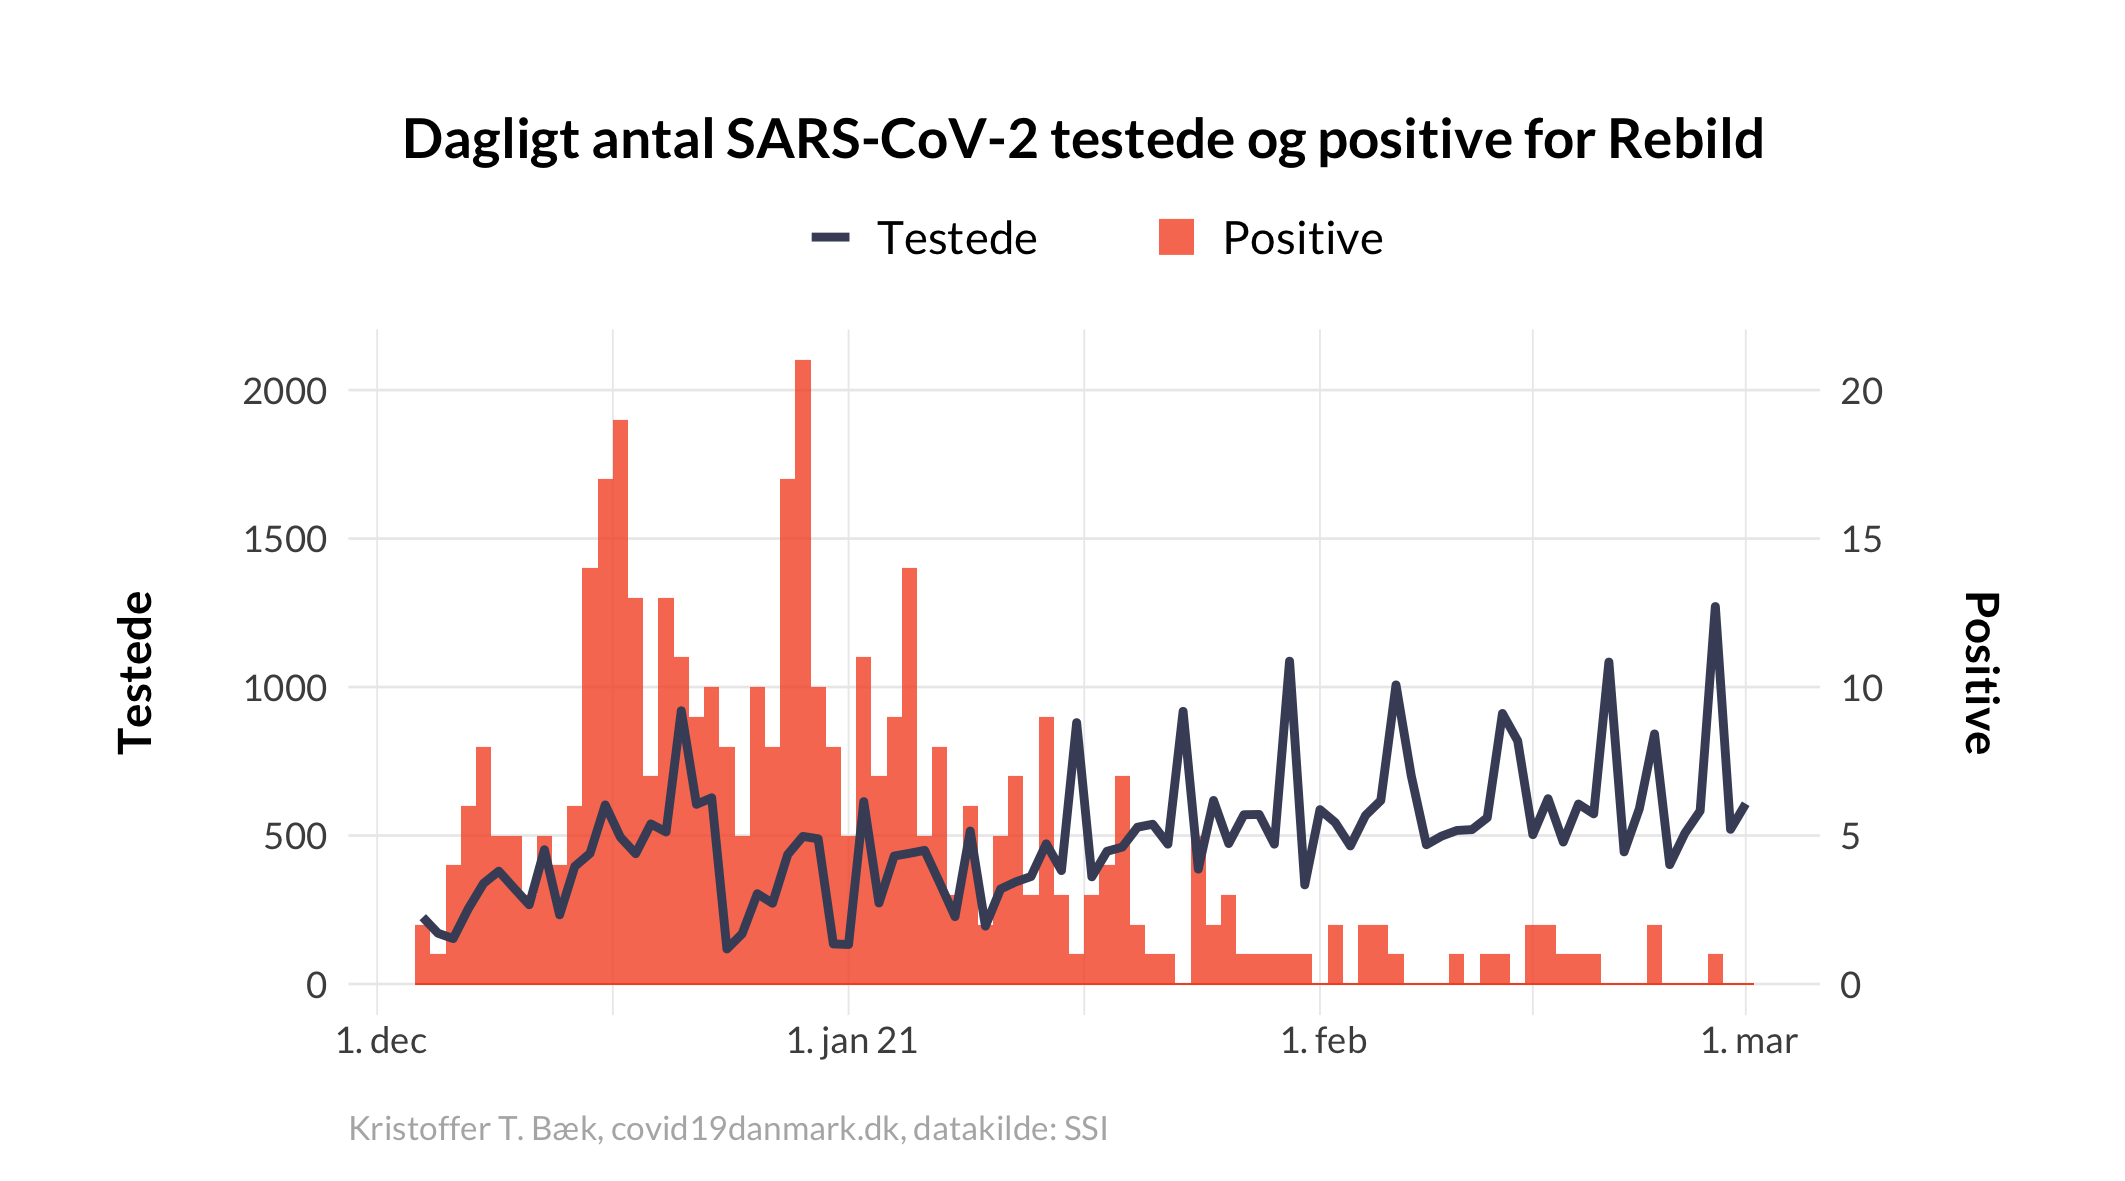 Dagligt antal SARS-CoV-2 testede og positive for Rebild
Testede Positive
2000 20
1500 15
1000 10
500 5
0 0
Testede
Positive
1. dec 1. jan 21 1. feb 1. mar
Kristoffer T. Bæk, covid19danmark.dk, datakilde: SSI